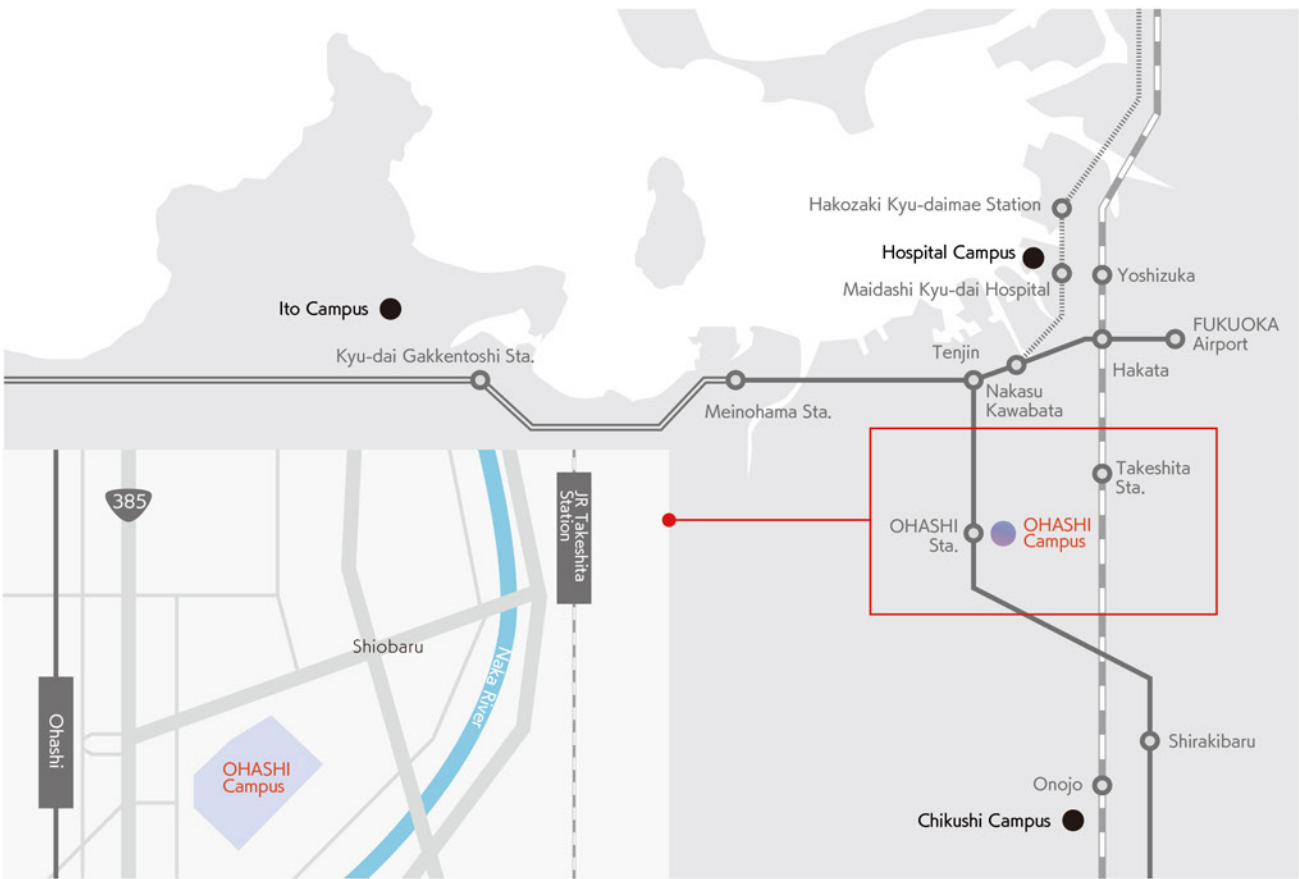 Hakozaki Kyu-daimae Station
Hospital Campus
Maidashi Kyu-dai Hospital
Yoshizuka
Ito Campus
FUKUOKA
Airport
Kyu-dai Gakkentoshi Sta.
Tenjin
Hakata
Meinohama Sta.
Nakasu
Kawabata
Takeshita
Sta.
OHASHI
Sta.
OHASHI
Campus
385
JR Takeshita
Station
Shiobaru
Naka River
Ohashi
OHASHI
Campus
Shirakibaru
Onojo
Chikushi Campus